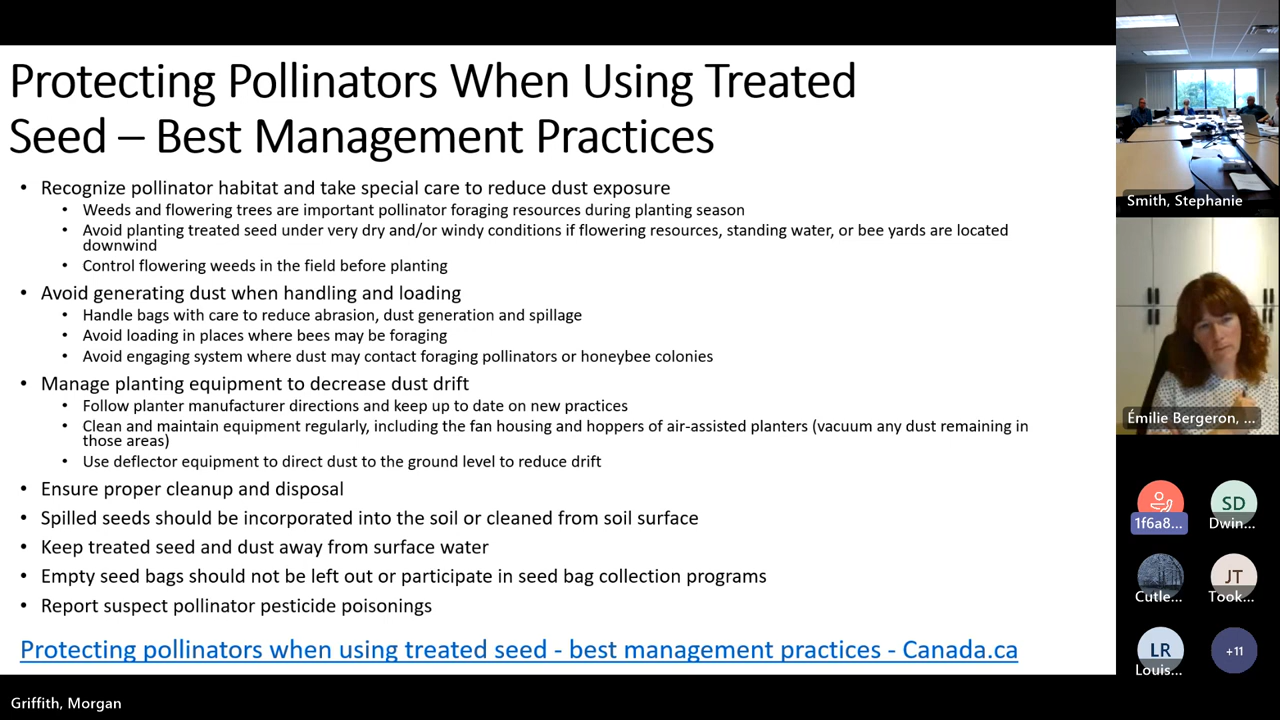 Protecting Pollinators When Using Treated
Seed – Best Management Practices
• Recognize pollinator habitat and take special care to reduce dust exposure
• Weeds and flowering trees are important pollinator foraging resources during planting season
• Avoid planting treated seed under very dry and/or windy conditions if flowering resources, standing water, or bee yards are located
downwind
• Control flowering weeds in the field before planting
• Avoid generating dust when handling and loading
• Handle bags with care to reduce abrasion, dust generation and spillage
• Avoid loading in places where bees may be foraging
• Avoid engaging system where dust may contact foraging pollinators or honeybee colonies
• Manage planting equipment to decrease dust drift
• Follow planter manufacturer directions and keep up to date on new practices
• Clean and maintain equipment regularly, including the fan housing and hoppers of air-assisted planters (vacuum any dust remaining in
those areas)
• Use deflector equipment to direct dust to the ground level to reduce drift
• Ensure proper cleanup and disposal
• Spilled seeds should be incorporated into the soil or cleaned from soil surface
• Keep treated seed and dust away from surface water
• Empty seed bags should not be left out or participate in seed bag collection programs
• Report suspect pollinator pesticide poisonings
Protecting pollinators when using treated seed - best management practices - Canada.ca
Griffith, Morgan
Smith, Stephanie
Émilie Bergeron, ...
1f6a8...
SD
Dwin...
Cutle...
JT
Took...
LR
Louis...
+11